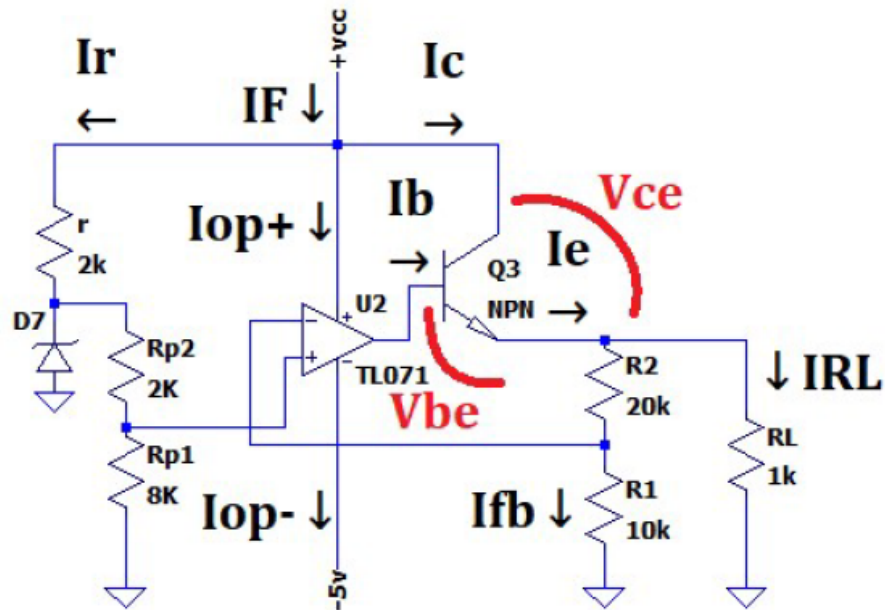 +vcc
Ir
IF ↓
Ic
←
→
r
2k
Iop+ ↓
Ib
→
Vce
Ie
→
Q3
NPN
D7
Rp2
2K
U2
-
+
+
-
TL071
Vbe
R2
20k
↓ IRL
RL
1k
Rp1
8K
Iop- ↓
Ifb ↓
R1
10k
-5v